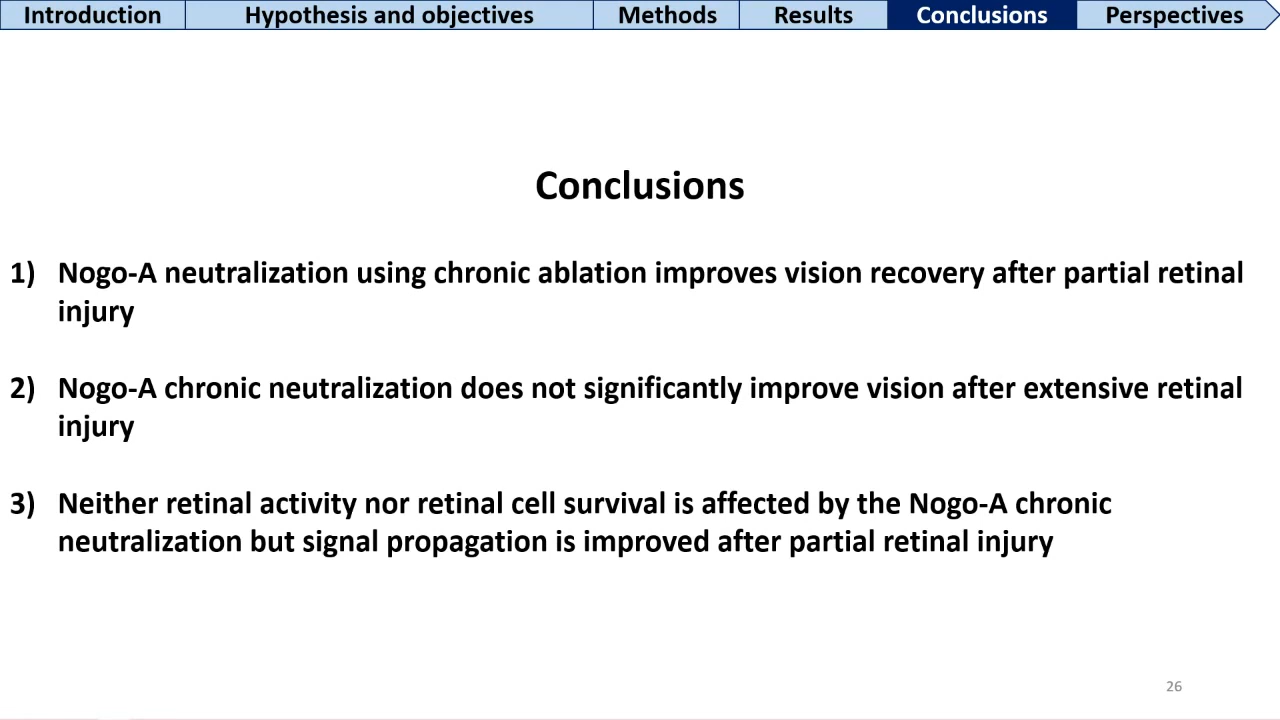 Introduction
Hypothesis and objectives
Methods
Results
Conclusions
Perspectives
Conclusions
1) Nogo-A neutralization using chronic ablation improves vision recovery after partial retinal
injury
2) Nogo-A chronic neutralization does not significantly improve vision after extensive retinal
injury
3) Neither retinal activity nor retinal cell survival is affected by the Nogo-A chronic
neutralization but signal propagation is improved after partial retinal injury
26